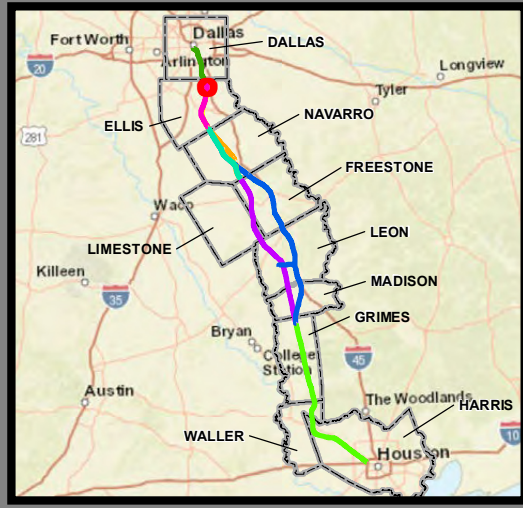 Fort Worth
Dallas
DALLAS
Arlington
20
Longview
Tyler
ELLIS
NAVARRO
281
FREESTONE
Waco
LEON
LIMESTONE
Killeen
MADISON
35
GRIMES
Bryan
College
Station
45
Austin
The Woodlands
HARRIS
WALLER
10
Houston